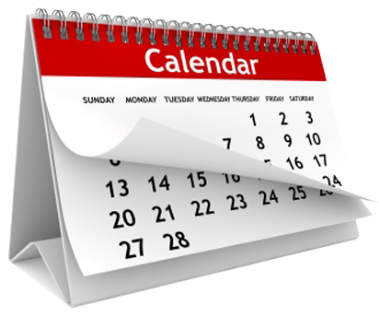 Calendar
SUNDAY MONDAY TUESDAY WEDNESDAY THURSDAY FRIDAY SATURDAY
1 2 3
7 8 9 10
16 17
13 14 15 16
24
20 21 22 23 24 25
27 28